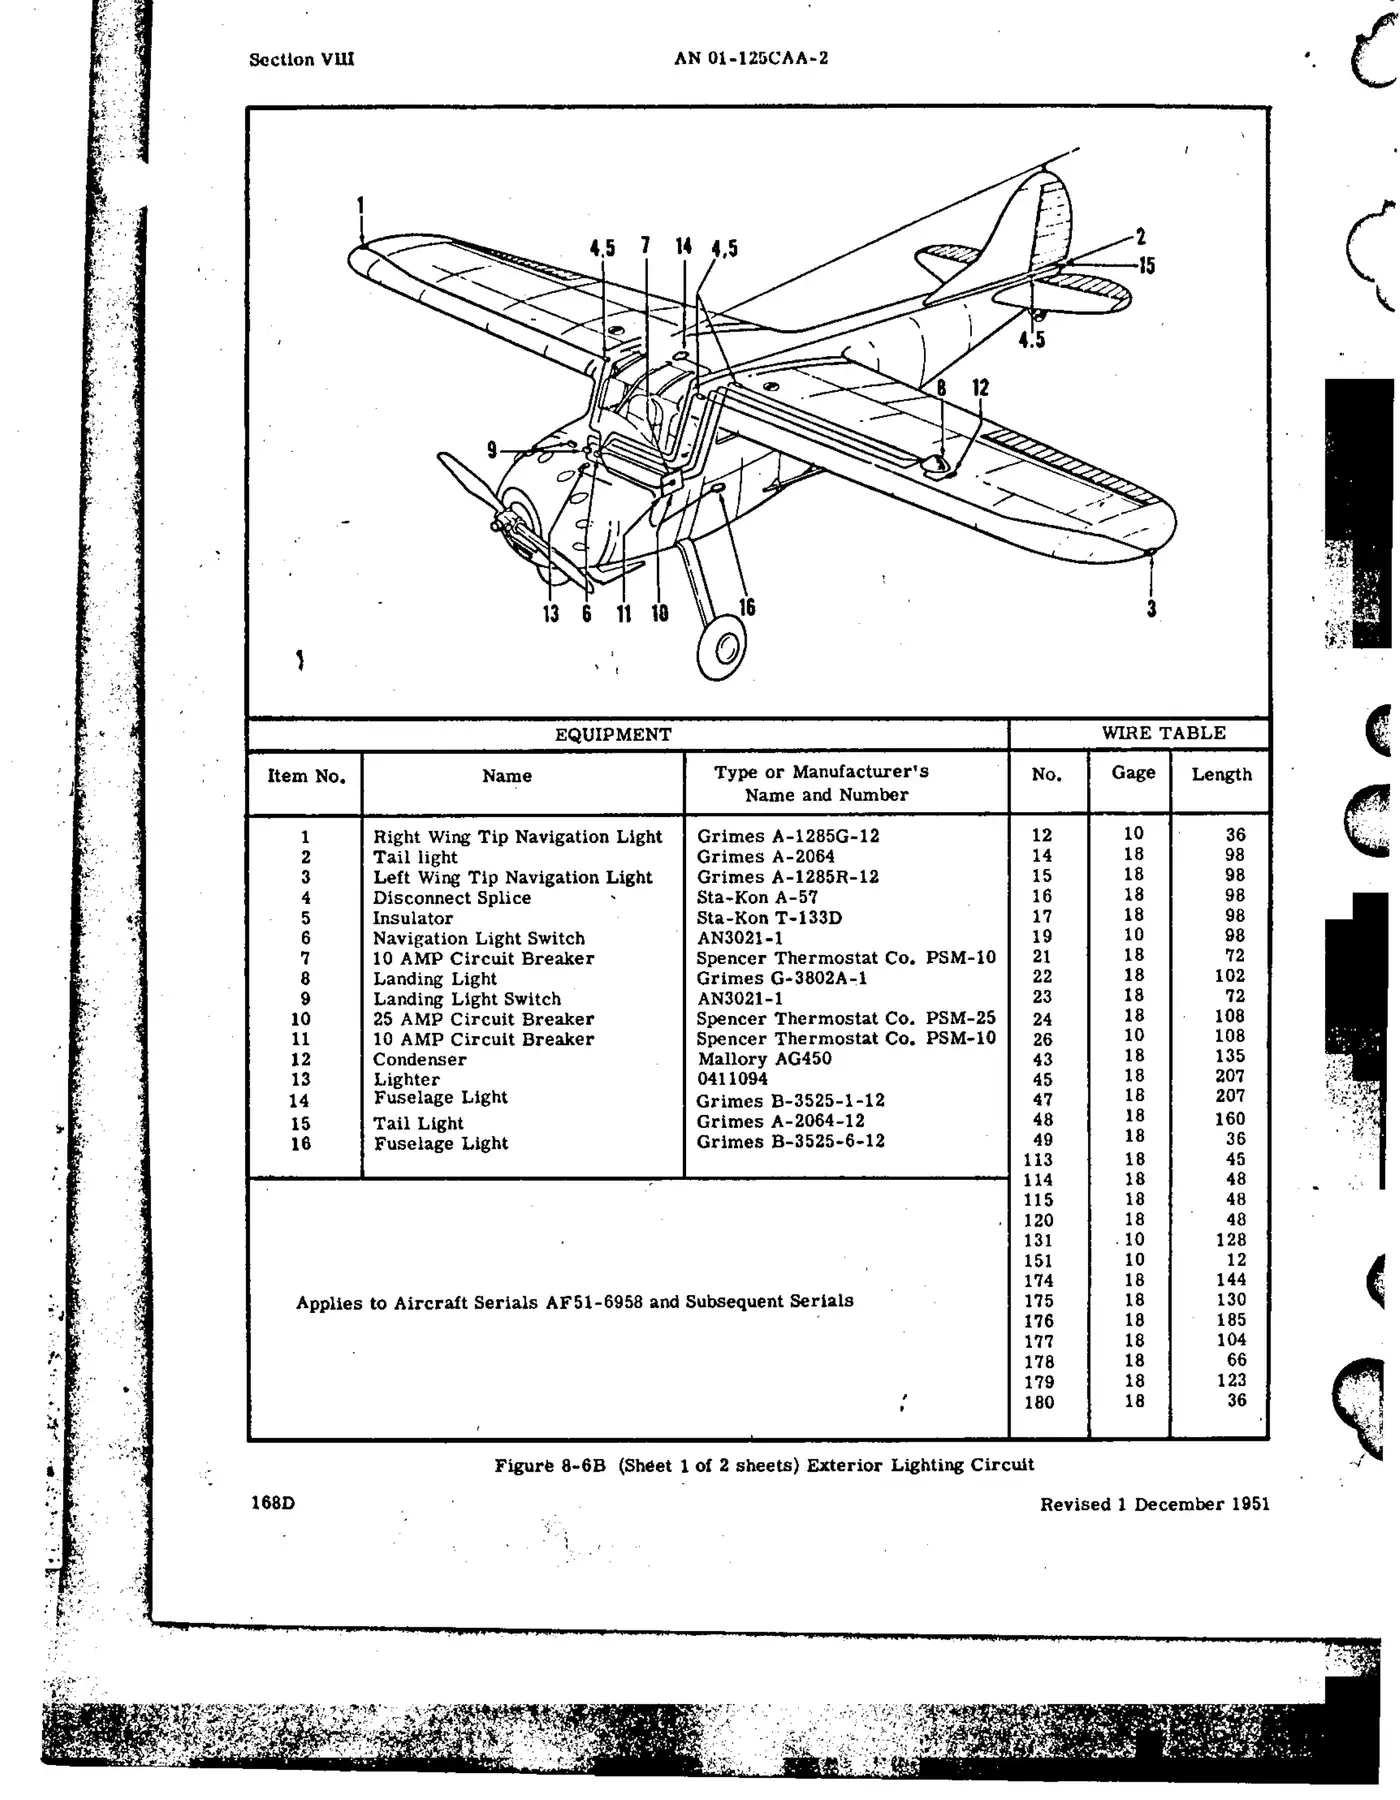 Section VIII AN 01-125CAA-2
1
4,5 7 14 4,5
2
15
4,5
8 12
9
13 6 11 10 16 3
EQUIPMENT WIRE TABLE
Item No. Name Type or Manufacturer's Name and Number No. Gage Length
1 Right Wing Tip Navigation Light Grimes A-1285G-12 12 10 36
2 Tail light Grimes A-2064 14 18 98
3 Left Wing Tip Navigation Light Grimes A-1285R-12 15 18 98
4 Disconnect Splice Sta-Kon A-57 16 18 98
5 Insulator Sta-Kon T-133D 17 18 98
6 Navigation Light Switch AN3021-1 19 10 98
7 10 AMP Circuit Breaker Spencer Thermostat Co. PSM-10 21 18 72
8 Landing Light Grimes G-3802A-1 22 18 102
9 Landing Light Switch AN3021-1 23 18 72
10 25 AMP Circuit Breaker Spencer Thermostat Co. PSM-25 24 18 108
11 10 AMP Circuit Breaker Spencer Thermostat Co. PSM-10 26 10 108
12 Condenser Mallory AG450 43 18 135
13 Lighter 0411094 45 18 207
14 Fuselage Light Grimes B-3525-1-12 47 18 207
15 Tail Light Grimes A-2064-12 48 18 160
16 Fuselage Light Grimes B-3525-6-12 49 18 36
113 18 45
114 18 48
115 18 48
120 18 48
131 10 128
151 10 12
174 18 144
Applies to Aircraft Serials AF51-6958 and Subsequent Serials 175 18 130
176 18 185
177 18 104
178 18 66
179 18 123
180 18 36
Figure 8-6B (Sheet 1 of 2 sheets) Exterior Lighting Circuit
168D Revised 1 December 1951